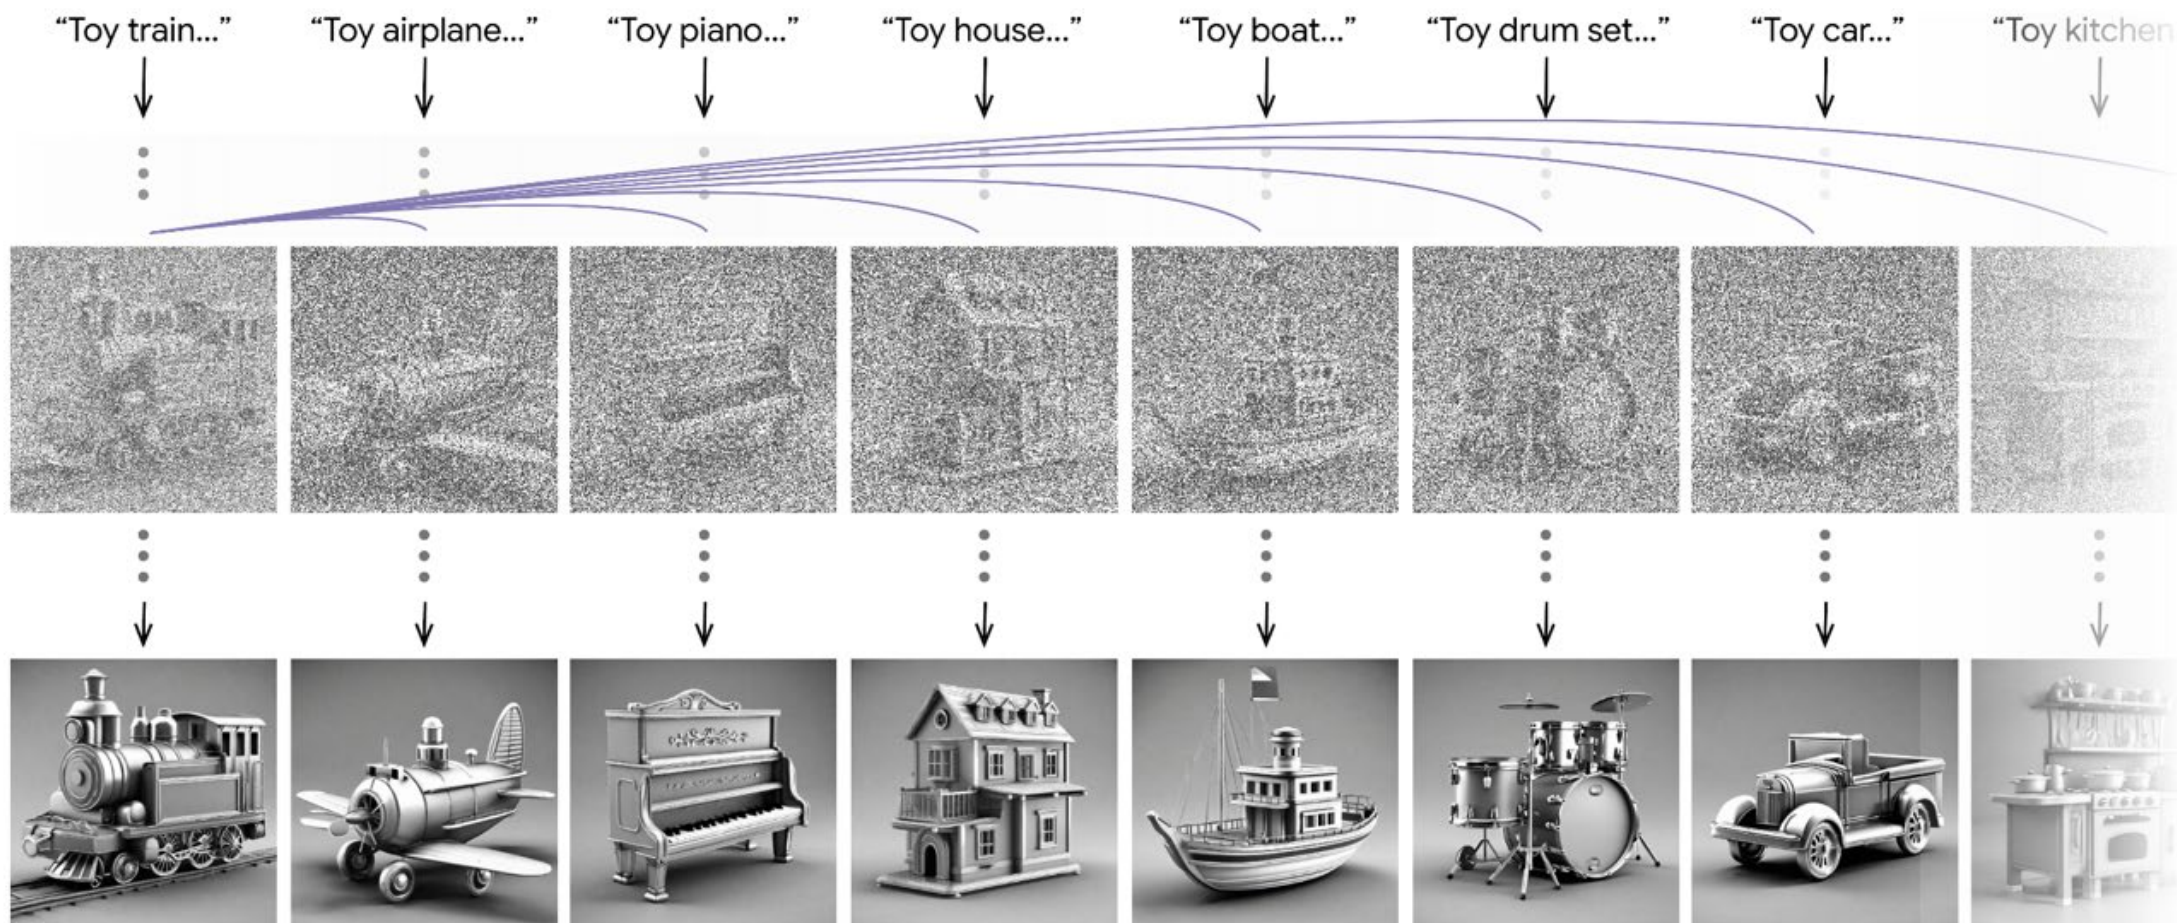 “Toy train...”
“Toy airplane...”
“Toy piano...”
“Toy house...”
“Toy boat...”
“Toy drum set...”
“Toy car...”
“Toy kitchen